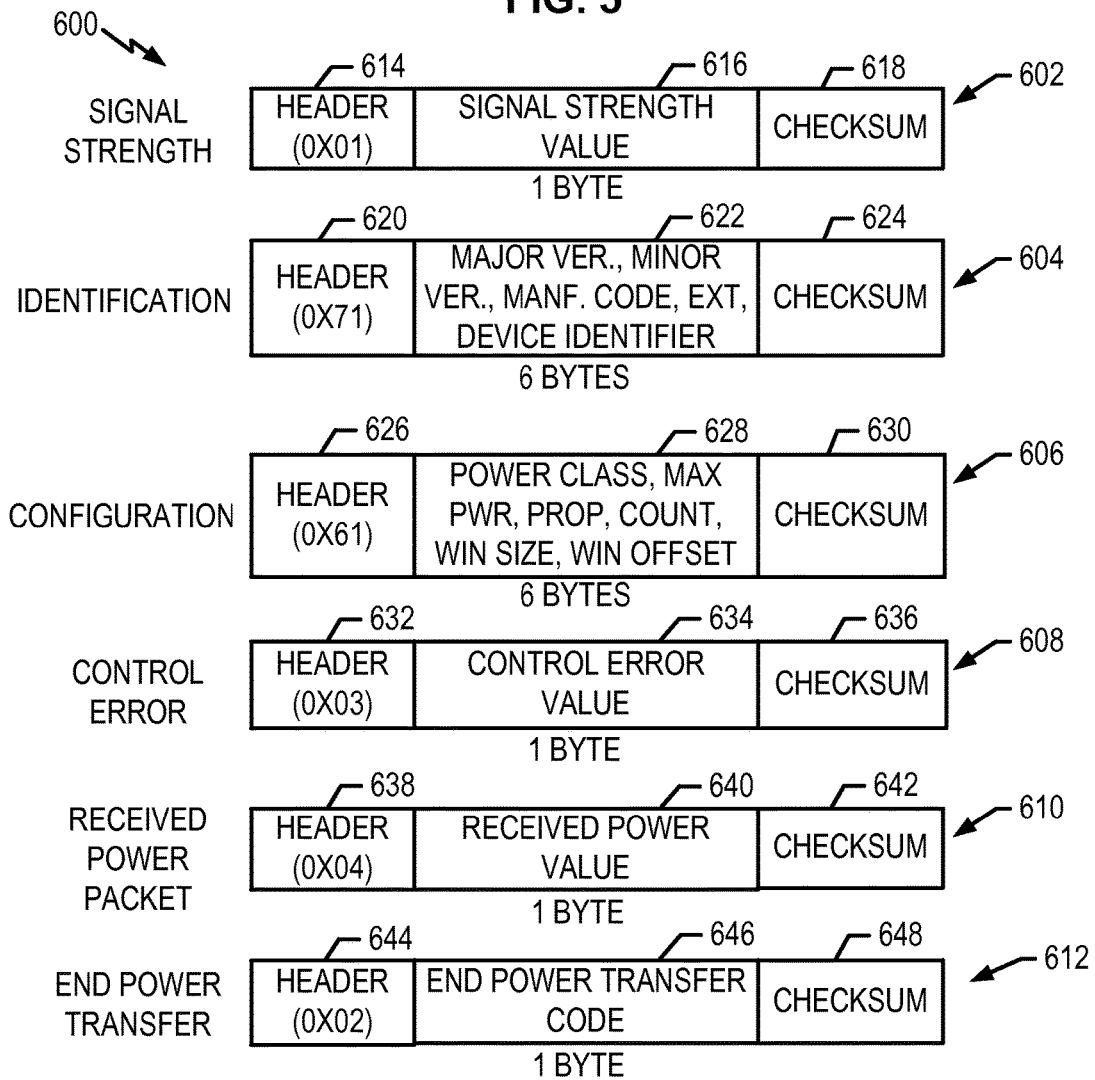 FIG. 5
600
614
616
618
602
SIGNAL
STRENGTH
HEADER
(0X01)
SIGNAL STRENGTH
VALUE
CHECKSUM
1 BYTE
620
622
624
604
IDENTIFICATION
HEADER
(0X71)
MAJOR VER., MINOR
VER., MANF. CODE, EXT,
DEVICE IDENTIFIER
CHECKSUM
6 BYTES
626
628
630
606
CONFIGURATION
HEADER
(0X61)
POWER CLASS, MAX
PWR, PROP, COUNT,
WIN SIZE, WIN OFFSET
CHECKSUM
6 BYTES
632
634
636
608
CONTROL
ERROR
HEADER
(0X03)
CONTROL ERROR
VALUE
CHECKSUM
1 BYTE
638
640
642
610
RECEIVED
POWER
PACKET
HEADER
(0X04)
RECEIVED POWER
VALUE
CHECKSUM
1 BYTE
644
646
648
612
END POWER
TRANSFER
HEADER
(0X02)
END POWER TRANSFER
CODE
CHECKSUM
1 BYTE